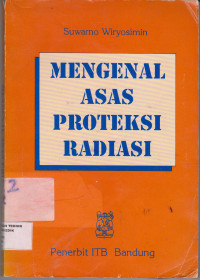 Suwarno Wiryosimin
MENGENAL
ASAS
PROTEKSI
RADIASI
2
Penerbit ITB Bandung